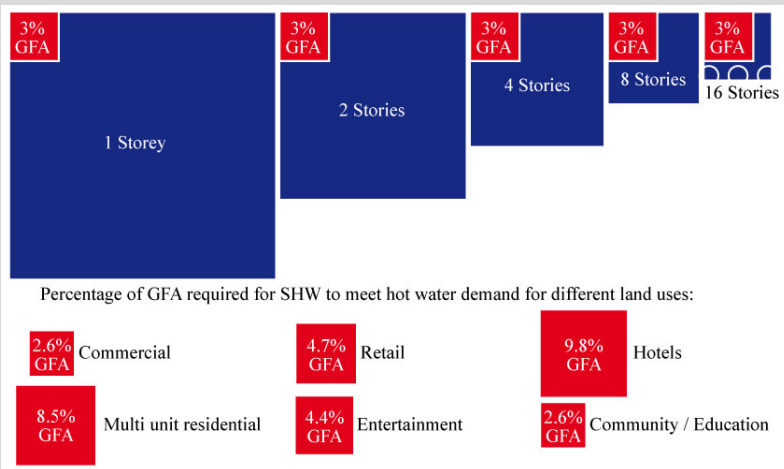 3%
GFA
3%
GFA
3%
GFA
3%
GFA
3%
GFA
1 Storey
2 Stories
4 Stories
8 Stories
16 Stories
Percentage of GFA required for SHW to meet hot water demand for different land uses:
2.6%
GFA
Commercial
4.7%
GFA
Retail
9.8%
GFA
Hotels
8.5%
GFA
Multi unit residential
4.4%
GFA
Entertainment
2.6%
GFA
Community / Education